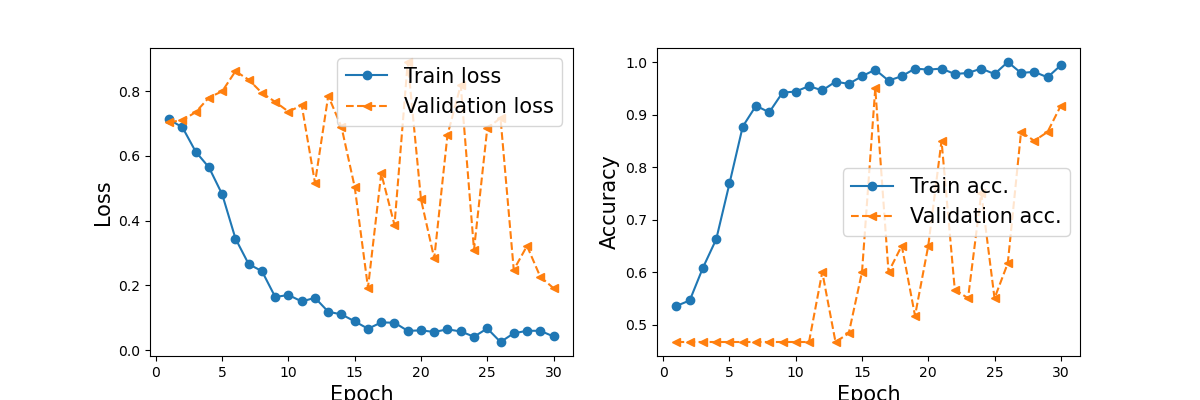 Train loss
Validation loss
0.8
0.6
0.4
0.2
0.0
Loss
0 5 10 15 20 25 30
Epoch
Train acc.
Validation acc.
1.0
0.9
0.8
0.7
0.6
0.5
Accuracy
0 5 10 15 20 25 30
Epoch